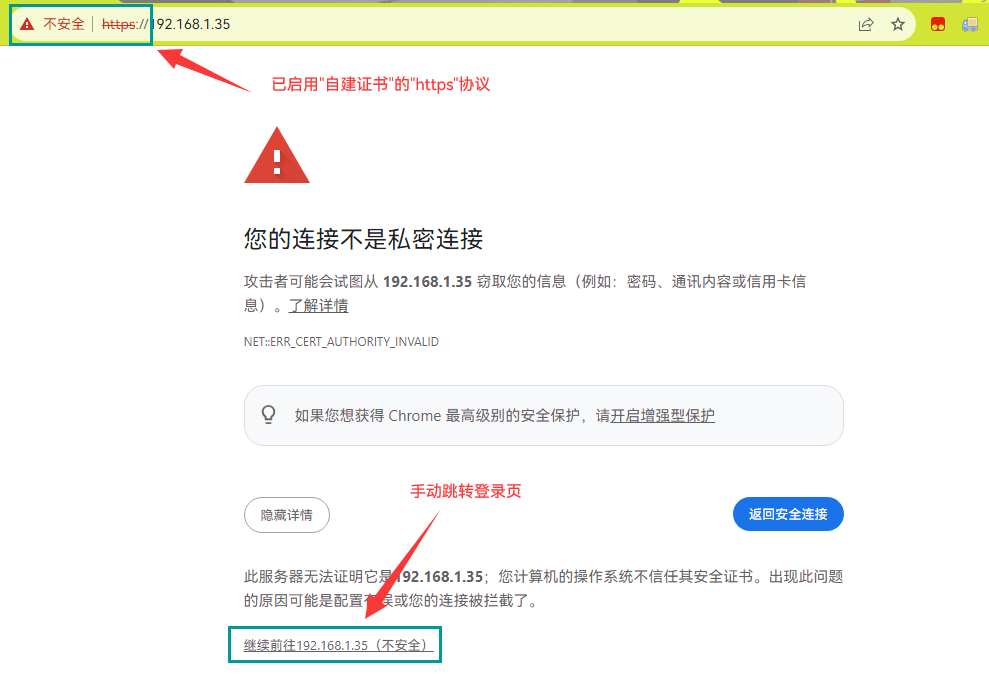 不安全 https://192.168.1.35
已启用"自建证书"的"https"协议
您的连接不是私密连接
攻击者可能会试图从 192.168.1.35 窃取您的信息（例如：密码、通讯内容或信用卡信
息）。了解详情
NET::ERR_CERT_AUTHORITY_INVALID
如果您想获得 Chrome 最高级别的安全保护，请开启增强型保护
手动跳转登录页
隐藏详情
返回安全连接
此服务器无法证明它是192.168.1.35；您计算机的操作系统不信任其安全证书。出现此问题
的原因可能是配置有误或您的连接被拦截了。
继续前往192.168.1.35（不安全）